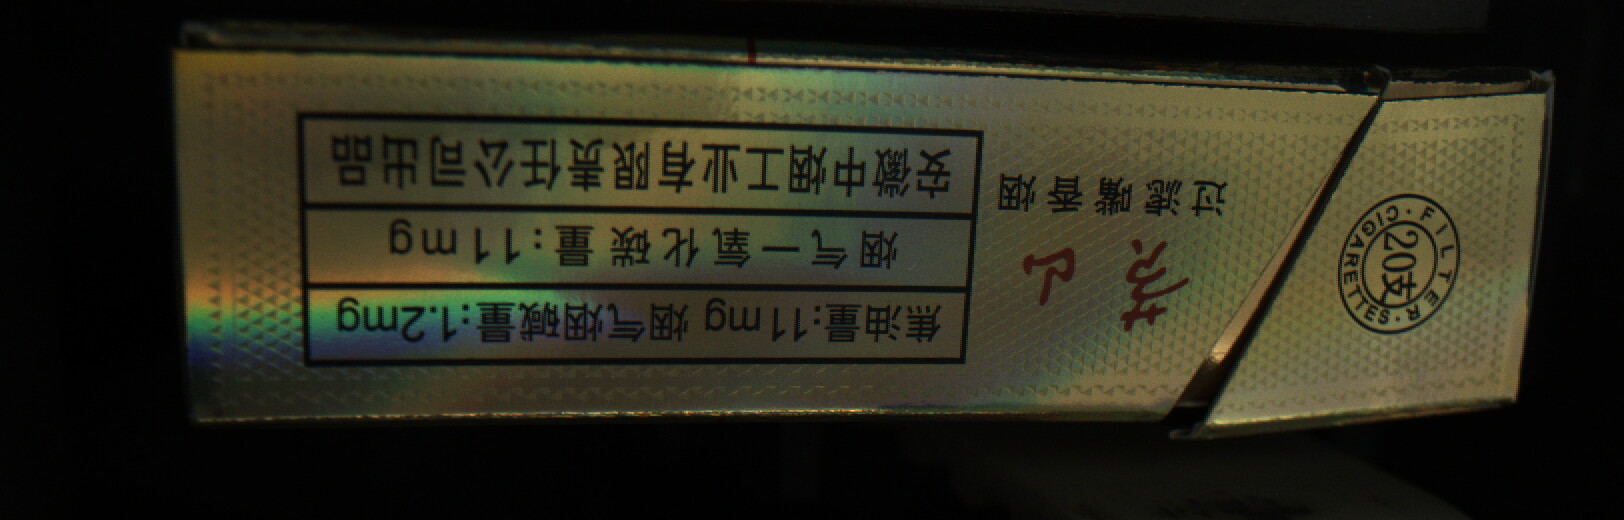 FILTER·CIGARETTES·
20支
黄山
过滤嘴香烟
焦油量:11mg 烟气烟碱量:1.2mg
烟气一氧化碳量:11mg
安徽中烟工业有限责任公司出品